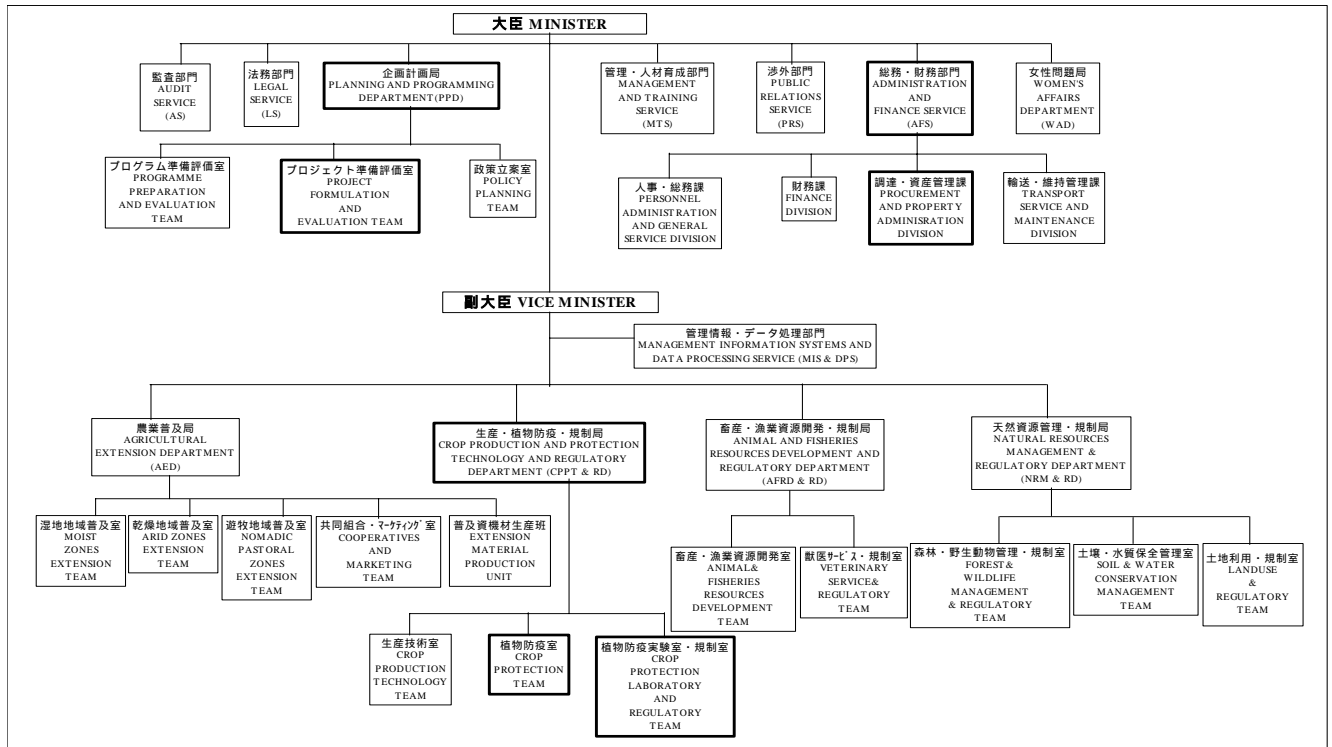 大臣 MINISTER
監査部門
AUDIT
SERVICE
(AS)
法務部門
LEGAL
SERVICE
(LS)
企画計画局
PLANNING AND PROGRAMMING
DEPARTMENT (PPD)
管理・人材育成部門
MANAGEMENT
AND TRAINING
SERVICE
(MTS)
渉外部門
PUBLIC
RELATIONS
SERVICE
(PRS)
総務・財務部門
ADMINISTRATION
AND
FINANCE SERVICE
(AFS)
女性問題局
WOMEN'S
AFFAIRS
DEPARTMENT
(WAD)
プログラム準備評価室
PROGRAMME
PREPARATION
AND EVALUATION
TEAM
プロジェクト準備評価室
PROJECT
FORMULATION
AND
EVALUATION TEAM
政策立案室
POLICY
PLANNING
TEAM
人事・総務課
PERSONNEL
ADMINISTRATION
AND GENERAL
SERVICE DIVISION
財務課
FINANCE
DIVISION
調達・資産管理課
PROCUREMENT
AND PROPERTY
ADMINISRATION
DIVISION
輸送・維持管理課
TRANSPORT
SERVICE AND
MAINTENANCE
DIVISION
副大臣 VICE MINISTER
管理情報・データ処理部門
MANAGEMENT INFORMATION SYSTEMS AND
DATA PROCESSING SERVICE (MIS & DPS)
農業普及局
AGRICULTURAL
EXTENSION DEPARTMENT
(AED)
生産・植物防疫・規制局
CROP PRODUCTION AND PROTECTION
TECHNOLOGY AND REGULATORY
DEPARTMENT (CPPT & RD)
畜産・漁業資源開発・規制局
ANIMAL AND FISHERIES
RESOURCES DEVELOPMENT AND
REGULATORY DEPARTMENT
(AFRD & RD)
天然資源管理・規制局
NATURAL RESOURCES
MANAGEMENT &
REGULATORY DEPARTMENT
(NRM & RD)
湿地地域普及室
MOIST
ZONES
EXTENSION
TEAM
乾燥地域普及室
ARID ZONES
EXTENSION
TEAM
遊牧地域普及室
NOMADIC
PASTORAL
ZONES
EXTENSION
TEAM
共同組合・マーケティング室
COOPERATIVES
AND
MARKETING
TEAM
普及資機材生産班
EXTENSION
MATERIAL
PRODUCTION
UNIT
畜産・漁業資源開発室
ANIMAL&
FISHERIES
RESOURCES
DEVELOPMENT
TEAM
獣医サービス・規制室
VETERINARY
SERVICE&
REGULATORY
TEAM
森林・野生動物管理・規制室
FOREST&
WILDLIFE
MANAGEMENT
& REGULATORY
TEAM
土壌・水質保全管理室
SOIL & WATER
CONSERVATION
MANAGEMENT
TEAM
土地利用・規制室
LANDUSE
&
REGULATORY
TEAM
生産技術室
CROP
PRODUCTION
TECHNOLOGY
TEAM
植物防疫室
CROP
PROTECTION
TEAM
植物防疫実験室・規制室
CROP
PROTECTION
LABORATORY
AND
REGULATORY
TEAM